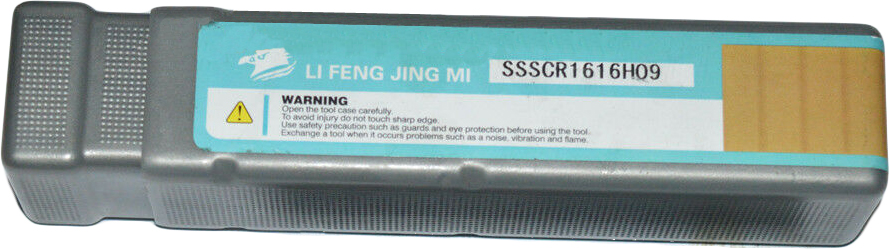 LI FENG JING MI
SSSCR1616H09
WARNING
Open the tool case carefully.
To avoid injury do not touch sharp edge.
Use safety precaution such as guards and eye protection before using the tool.
Exchange a tool when it occurs problems such as a noise, vibration and flame.